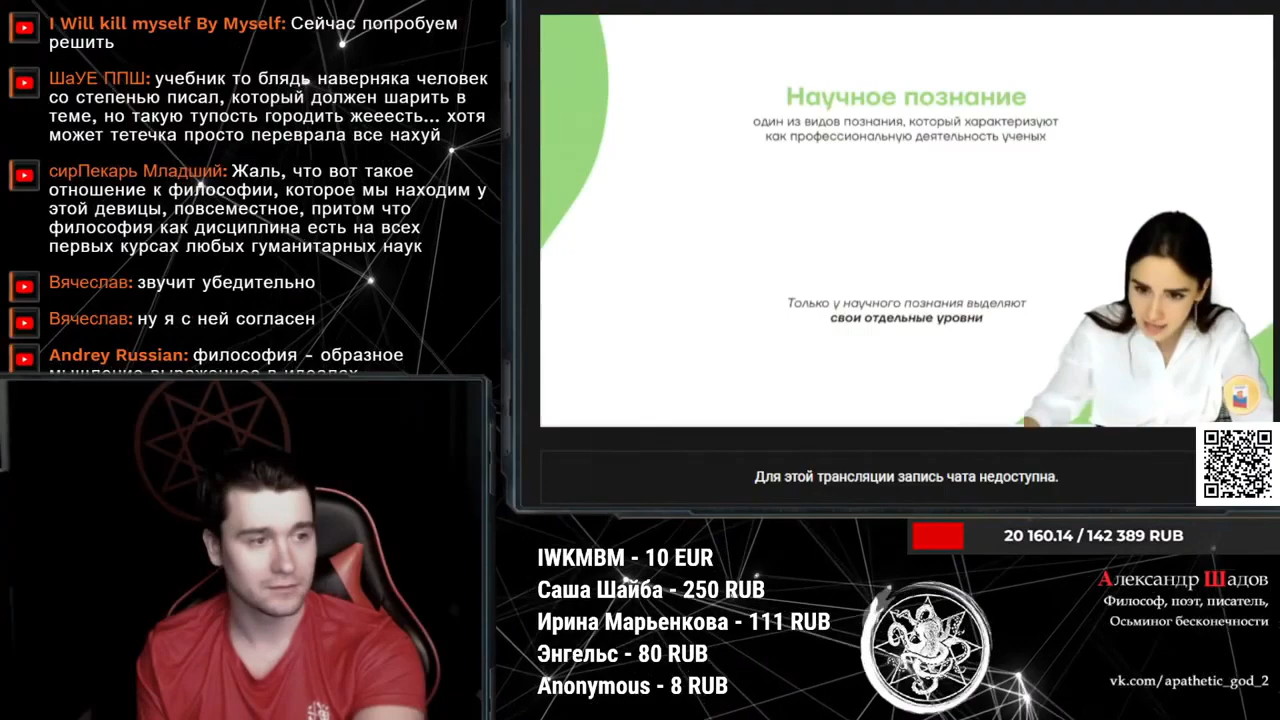 I Will kill myself By Myself: Сейчас попробуем
решить
ШаУЕ ППШ: учебник то блядь наверняка человек
со степенью писал, который должен шарить в
теме, но такую тупость городить жееесть... хотя
может тетечка просто переврала все нахуй
сирПекарь Младший: Жаль, что вот такое
отношение к философии, которое мы находим у
этой девицы, повсеместное, притом что
философия как дисциплина есть на всех
первых курсах любых гуманитарных наук
Вячеслав: звучит убедительно
Вячеслав: ну я с ней согласен
Andrey Russian: философия - образное
Научное познание
один из видов познания, который характеризуют
как профессиональную деятельность ученых
Только у научного познания выделяют
свои отдельные уровни
Для этой трансляции запись чата недоступна.
20 160.14 / 142 389 RUB
IWKMBM - 10 EUR
Саша Шайба - 250 RUB
Ирина Марьенкова - 111 RUB
Энгельс - 80 RUB
Anonymous - 8 RUB
Александр Шадов
Философ, поэт, писатель,
Осьминог бесконечности
vk.com/apathetic_god_2